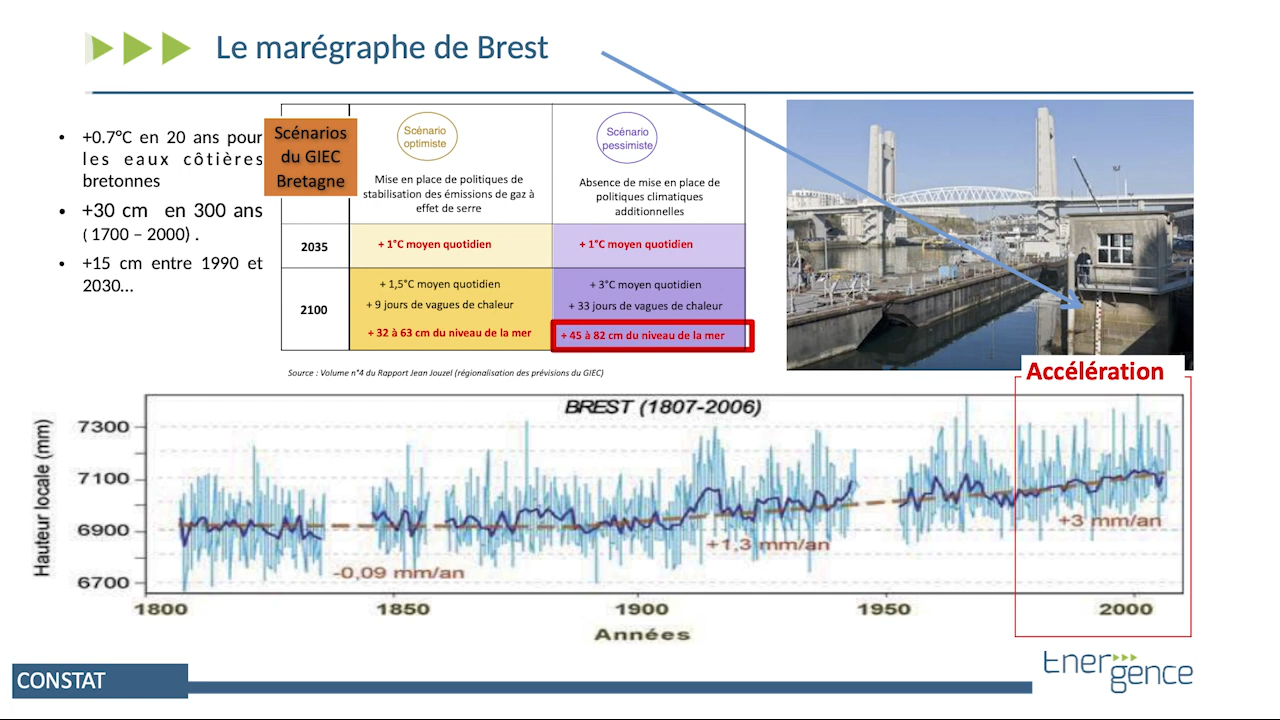 Le marégraphe de Brest
• +0.7°C en 20 ans pour
les eaux côtières
bretonnes
• +30 cm en 300 ans
( 1700 – 2000) .
• +15 cm entre 1990 et
2030...
Scénarios
du GIEC
Bretagne
Scénario
optimiste
Mise en place de politiques de
stabilisation des émissions de gaz à
effet de serre
Scénario
pessimiste
Absence de mise en place de
politiques climatiques
additionnelles
2035
+ 1°C moyen quotidien
+ 1°C moyen quotidien
2100
+ 1,5°C moyen quotidien
+ 9 jours de vagues de chaleur
+ 32 à 63 cm du niveau de la mer
+ 3°C moyen quotidien
+ 33 jours de vagues de chaleur
+ 45 à 82 cm du niveau de la mer
Source : Volume n°4 du Rapport Jean Jouzel (régionalisation des prévisions du GIEC)
Accélération
BREST (1807-2006)
Hauteur locale (mm)
7300
7100
6900
6700
-0,09 mm/an
+1,3 mm/an
+3 mm/an
1800
1850
1900
1950
2000
Années
CONSTAT
Energence